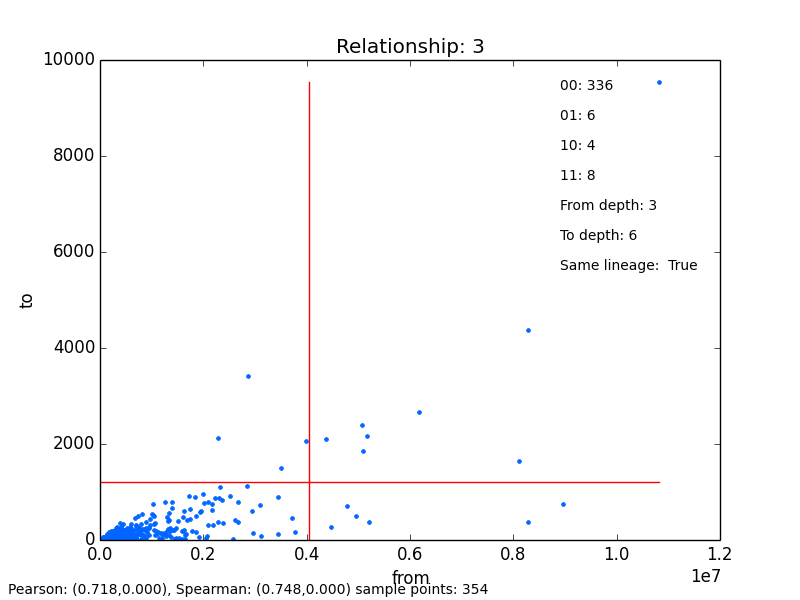 Relationship: 3
10000
8000
6000
4000
2000
0
to
00: 336
01: 6
10: 4
11: 8
From depth: 3
To depth: 6
Same lineage: True
0.0 0.2 0.4 0.6 0.8 1.0 1.2
from
1e7
Pearson: (0.718,0.000), Spearman: (0.748,0.000) sample points: 354